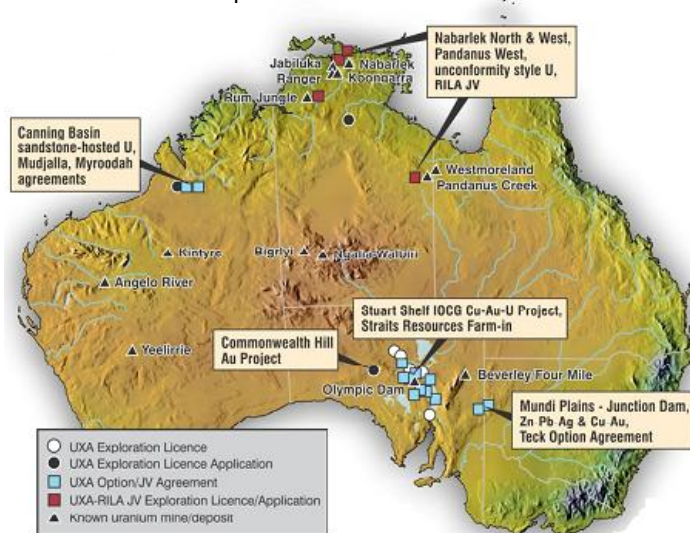 Nabarlek North & West,
Pandanus West,
unconformity style U,
RILA JV
Jabiluka
Ranger
Nabarlek
Koongarra
Rum Jungle
Canning Basin
sandstone-hosted U,
Mudjalla, Myroodah
agreements
Westmoreland
Pandanus Creek
Kintyre
Bigrlyi
Ngalia-Walbiri
Angelo River
Stuart Shelf IOCG Cu-Au-U Project,
Straits Resources Farm-in
Commonwealth Hill
Au Project
Yeelirrie
Olympic Dam
Beverley/Four Mile
Mundi Plains - Junction Dam,
Zn-Pb-Ag & Cu-Au,
Teck Option Agreement
UXA Exploration Licence
UXA Exploration Licence Application
UXA Option/JV Agreement
UXA-RILA JV Exploration Licence/Application
Known uranium mine/deposit